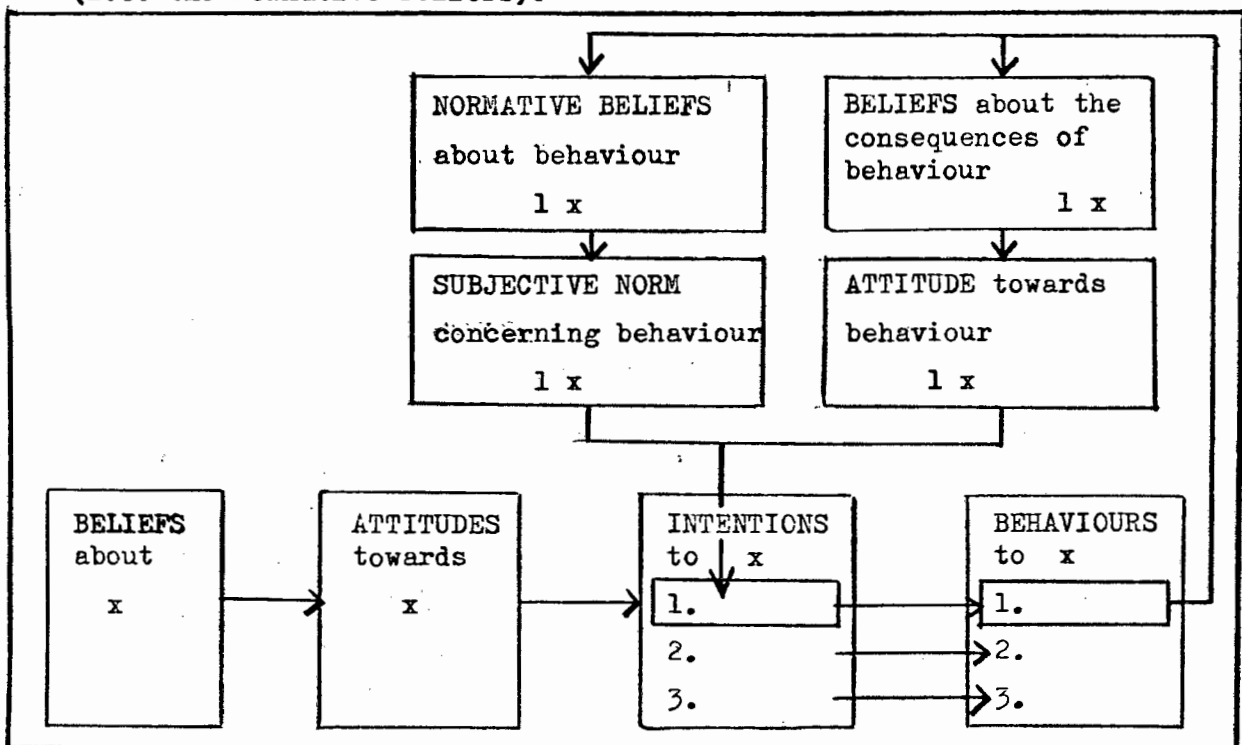 NORMATIVE BELIEFS
about behaviour
1 x
BELIEFS about the
consequences of
behaviour
1 x
SUBJECTIVE NORM
concerning behaviour
1 x
ATTITUDE towards
behaviour
1 x
BELIEFS
about
x
ATTITUDES
towards
x
INTENTIONS
to x
1.
2.
3.
BEHAVIOURS
to x
1.
2.
3.